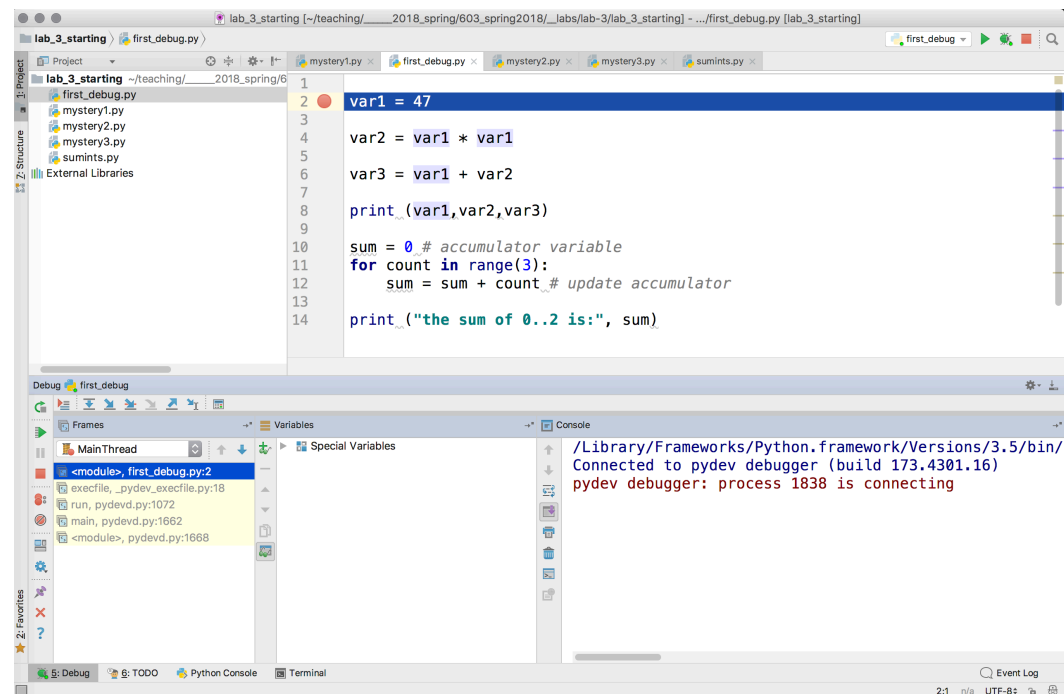 lab_3_starting [~/teaching/_____2018_spring/603_spring2018/__labs/lab-3/lab_3_starting] - .../first_debug.py [lab_3_starting]
lab_3_starting first_debug.py first_debug
1: Project
Z: Structure
2: Favorites
Project
lab_3_starting ~/teaching/_____2018_spring/6
first_debug.py
mystery1.py
mystery2.py
mystery3.py
sumints.py
External Libraries
mystery1.py × first_debug.py × mystery2.py × mystery3.py × sumints.py ×
1
2 var1 = 47
3
4 var2 = var1 * var1
5
6 var3 = var1 + var2
7
8 print (var1,var2,var3)
9
10 sum = 0 # accumulator variable
11 for count in range(3):
12 sum = sum + count # update accumulator
13
14 print ("the sum of 0..2 is:", sum)
Debug first_debug
Frames
MainThread
<module>, first_debug.py:2
execfile, _pydev_execfile.py:18
run, pydevd.py:1072
main, pydevd.py:1662
<module>, pydevd.py:1668
Variables
Special Variables
Console
/Library/Frameworks/Python.framework/Versions/3.5/bin/
Connected to pydev debugger (build 173.4301.16)
pydev debugger: process 1838 is connecting
5: Debug 6: TODO Python Console Terminal Event Log
2:1 n/a UTF-8